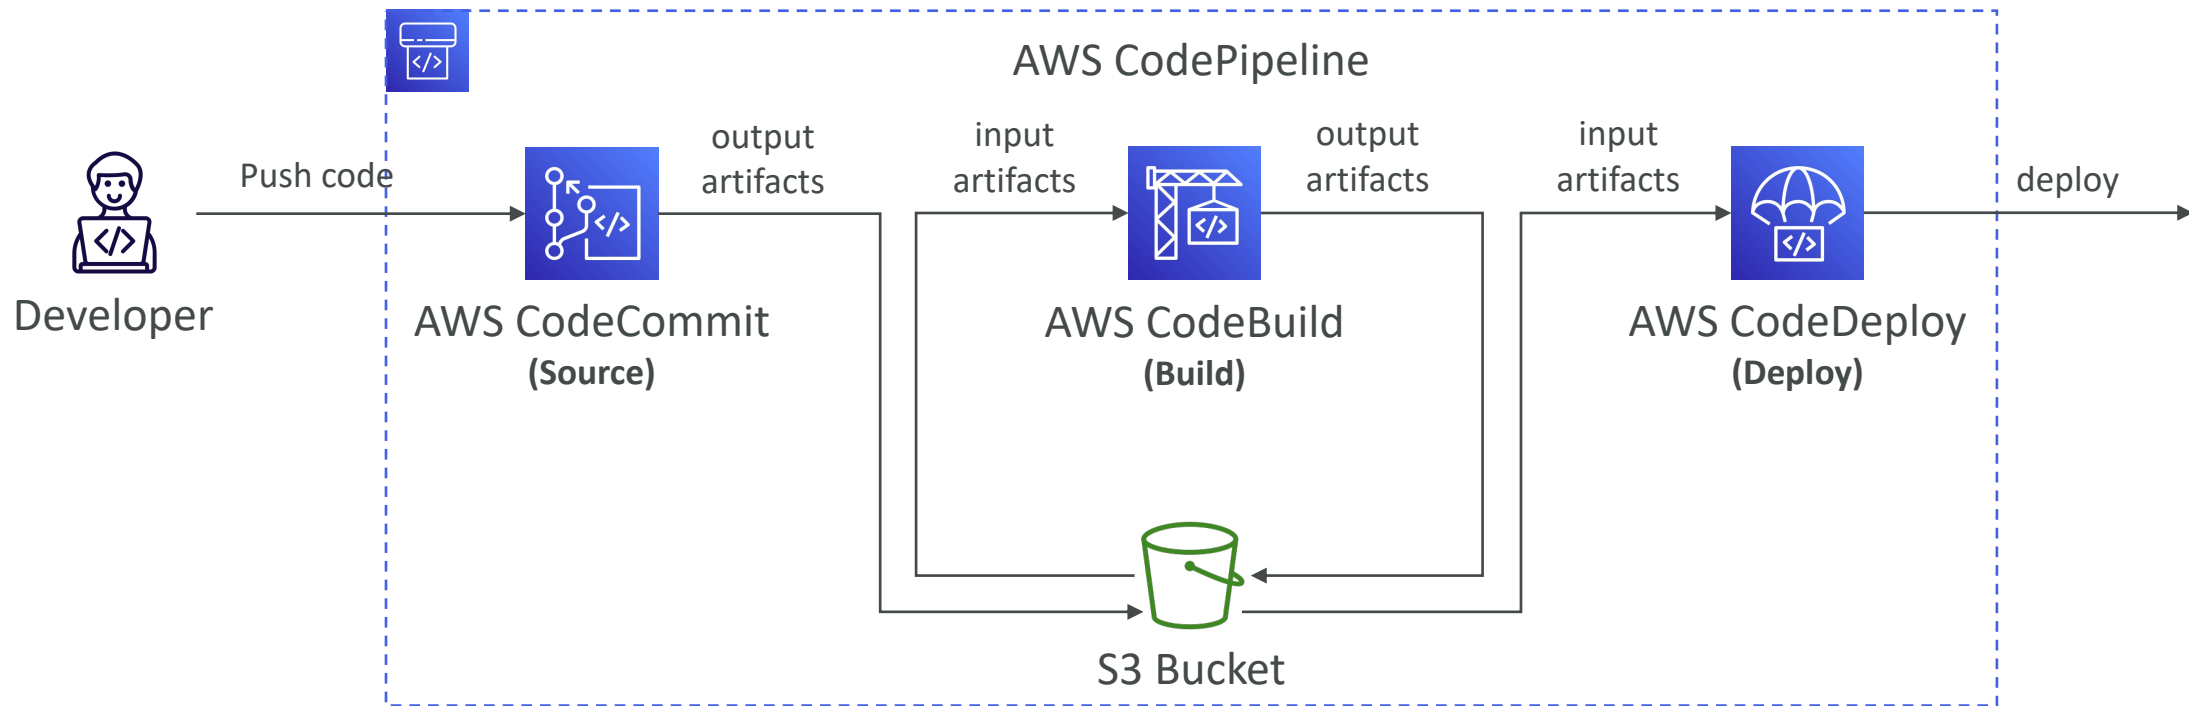 AWS CodePipeline
Push code
output
artifacts
input
artifacts
output
artifacts
input
artifacts
deploy
</>
</>
</>
</>
</>
Developer
AWS CodeCommit
(Source)
AWS CodeBuild
(Build)
AWS CodeDeploy
(Deploy)
S3 Bucket